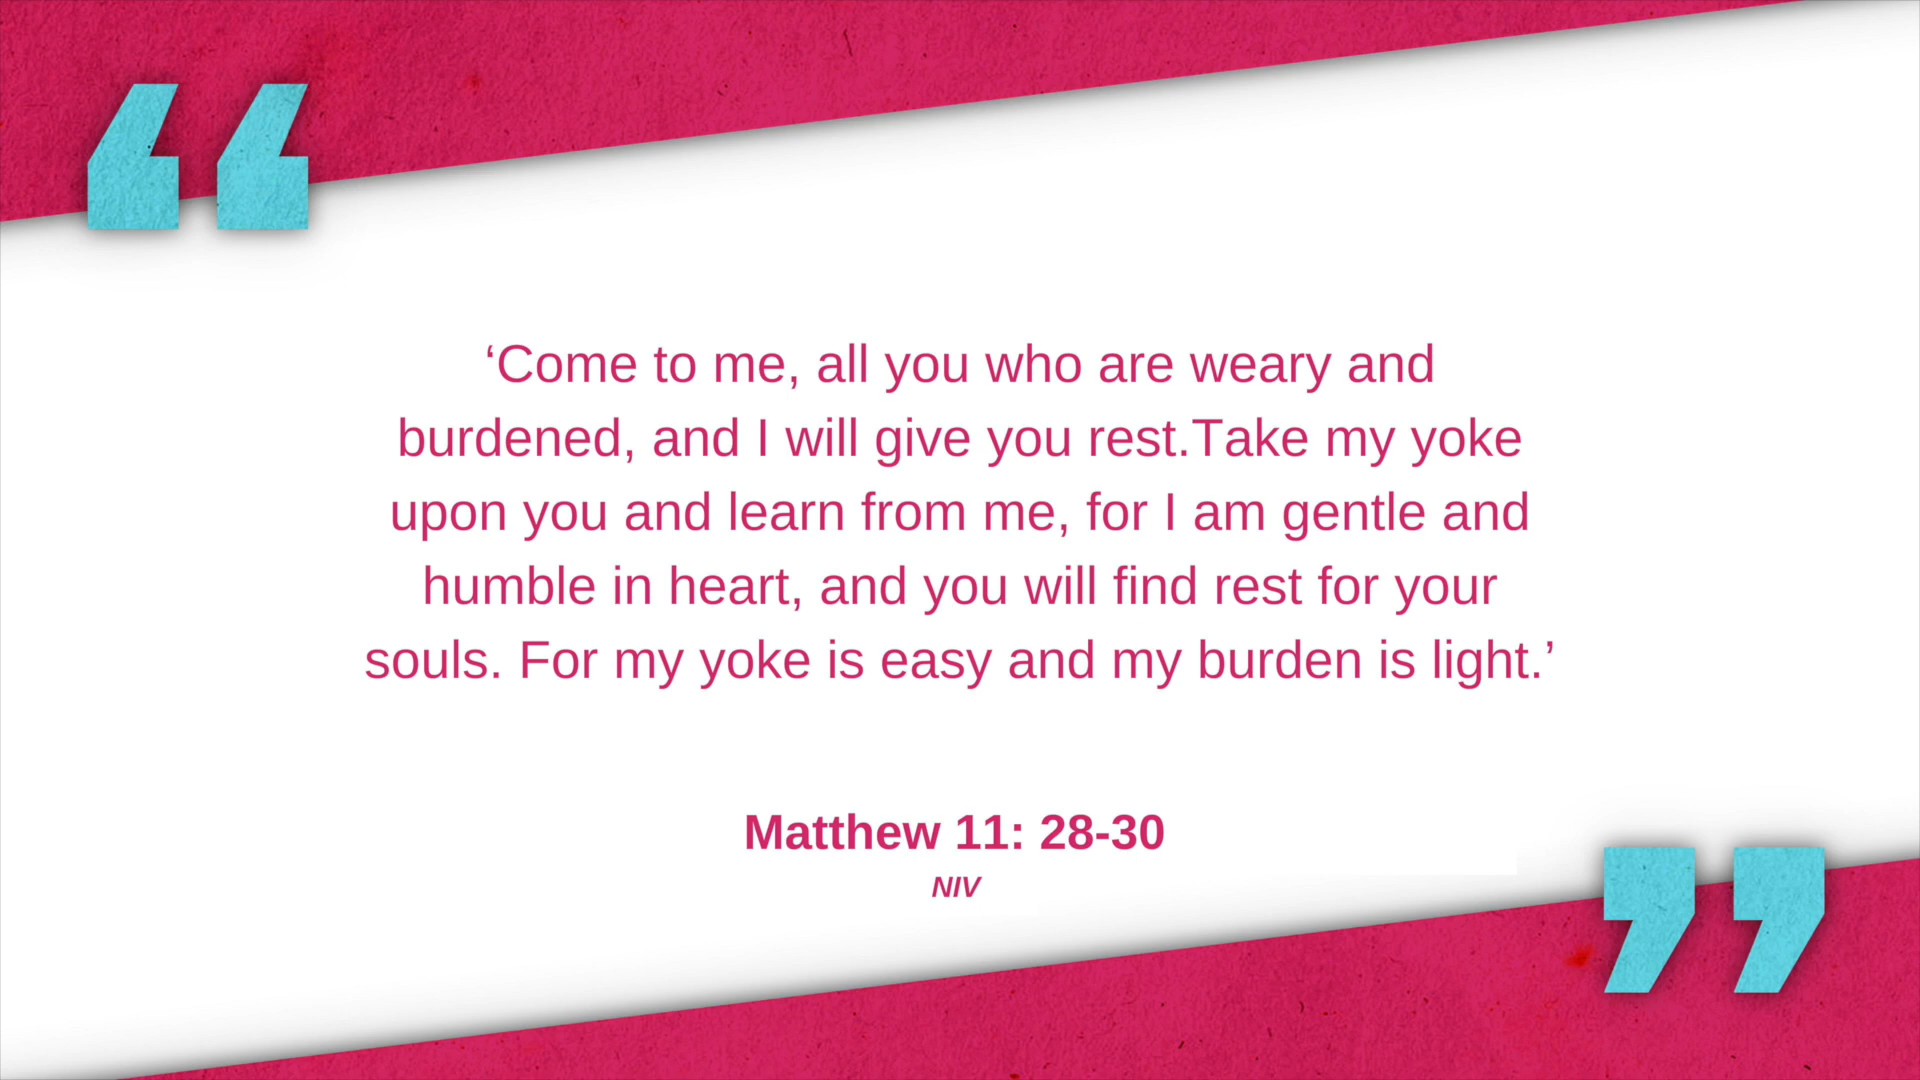 ‘Come to me, all you who are weary and
burdened, and I will give you rest.Take my yoke
upon you and learn from me, for I am gentle and
humble in heart, and you will find rest for your
souls. For my yoke is easy and my burden is light.’
Matthew 11: 28-30
NIV